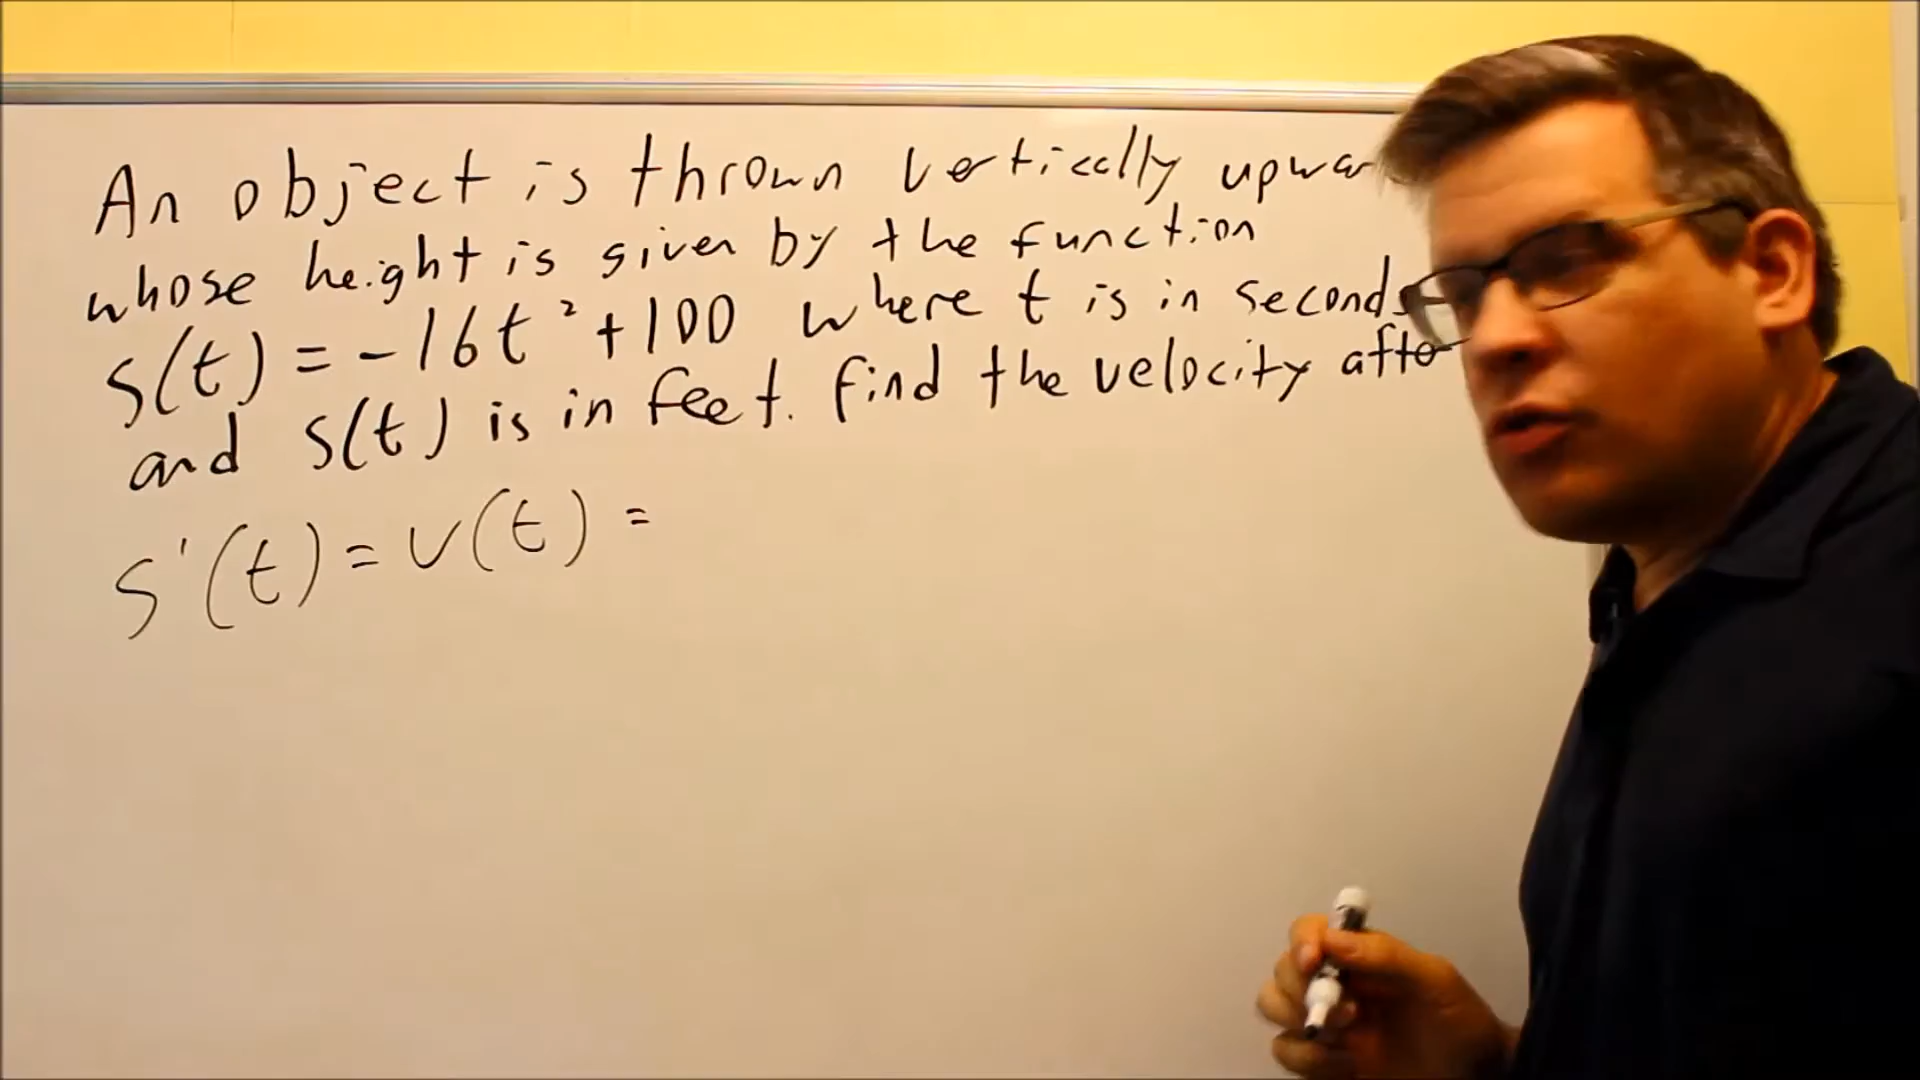 An object is thrown vertically upwar
whose height is given by the function
s(t) = -16t² + 100 where t is in seconds
and s(t) is in feet. find the velocity afte
s'(t) = v(t) =